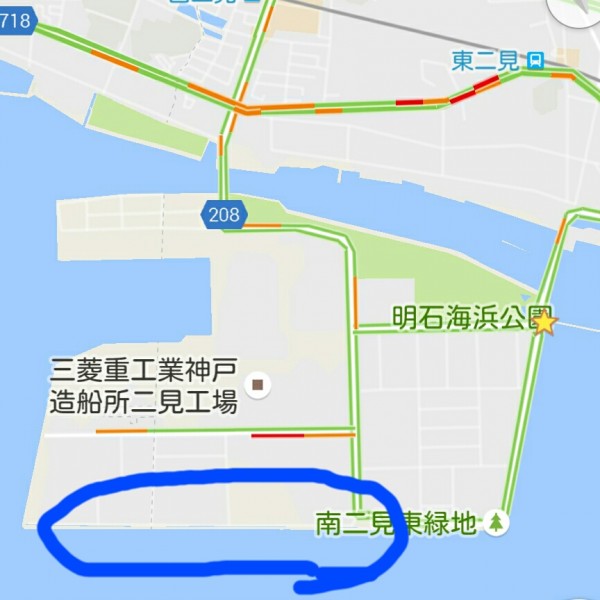 718
東二見
208
明石海浜公園
三菱重工業神戸
造船所二見工場
南二見東緑地